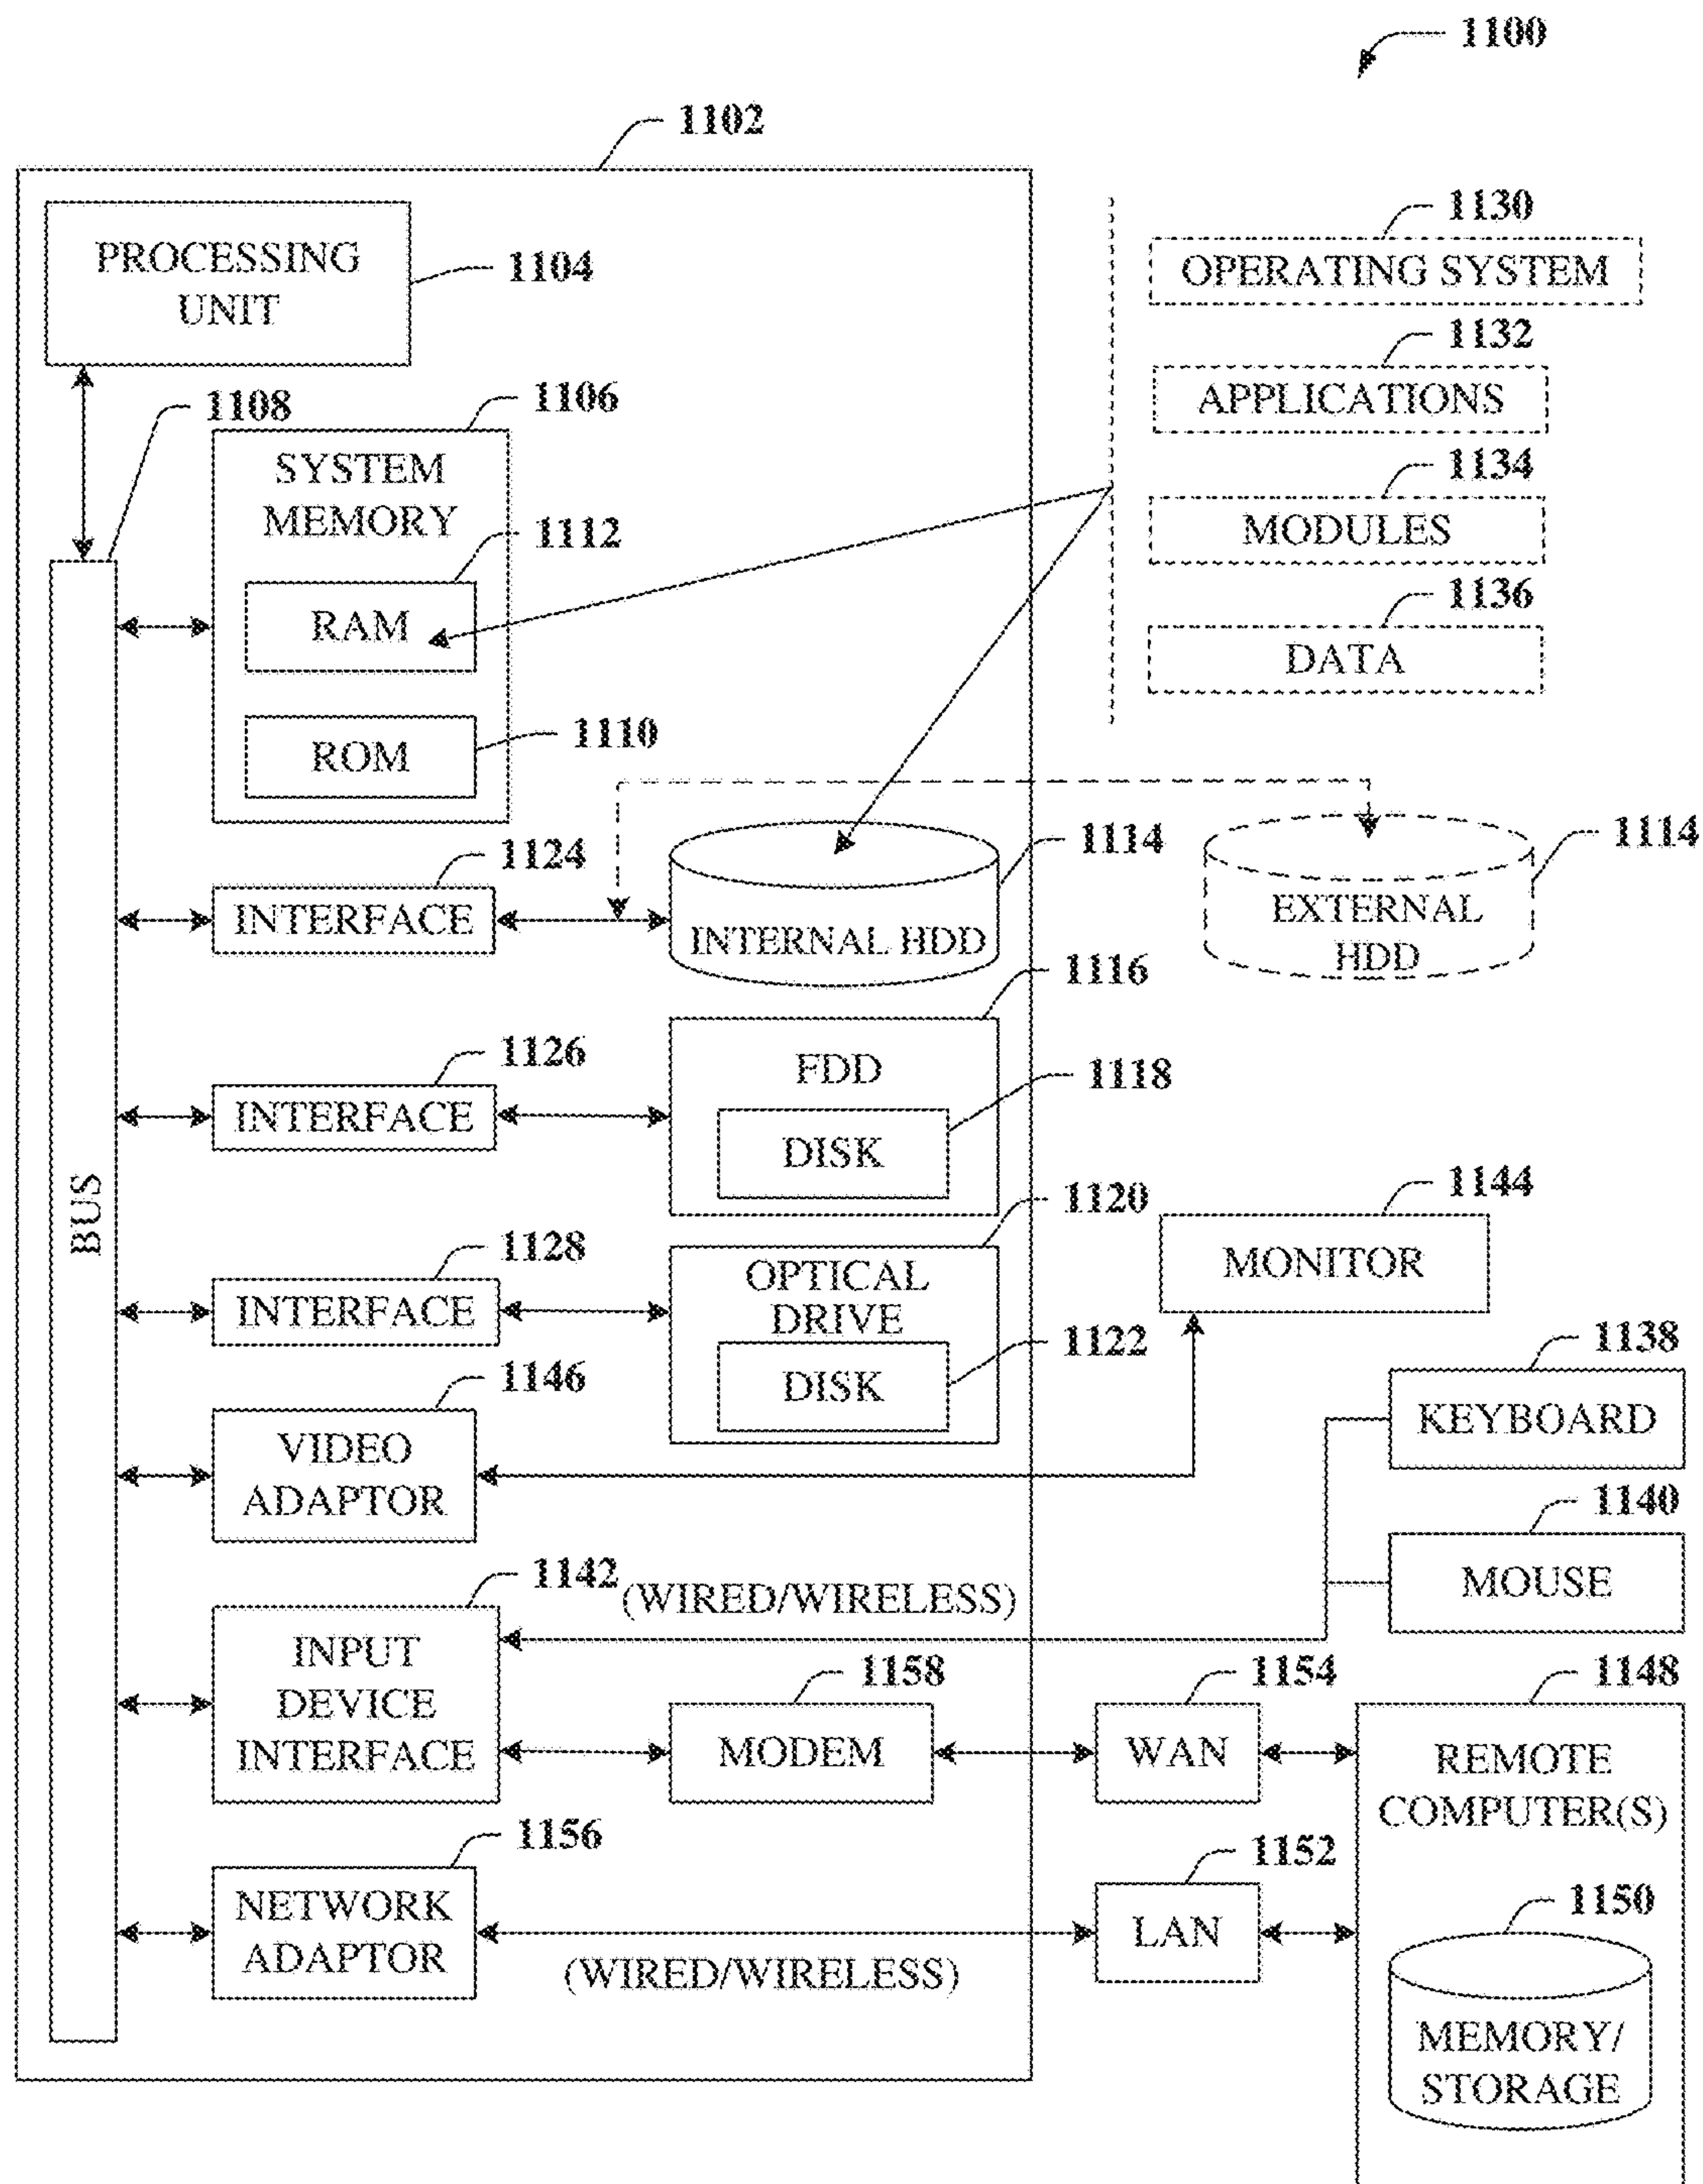 1100
1102
PROCESSING
UNIT
1104
1130
OPERATING SYSTEM
1132
APPLICATIONS
1134
MODULES
1136
DATA
1108
1106
SYSTEM
MEMORY
1112
RAM
1110
ROM
1124
INTERFACE
1114
INTERNAL HDD
1114
EXTERNAL
HDD
1116
FDD
1118
DISK
1126
INTERFACE
BUS
1120
OPTICAL
DRIVE
1122
DISK
1128
INTERFACE
1144
MONITOR
1146
VIDEO
ADAPTOR
1138
KEYBOARD
1140
MOUSE
1142
(WIRED/WIRELESS)
INPUT
DEVICE
INTERFACE
1158
MODEM
1154
WAN
1148
REMOTE
COMPUTER(S)
1156
NETWORK
ADAPTOR
(WIRED/WIRELESS)
1152
LAN
1150
MEMORY/
STORAGE